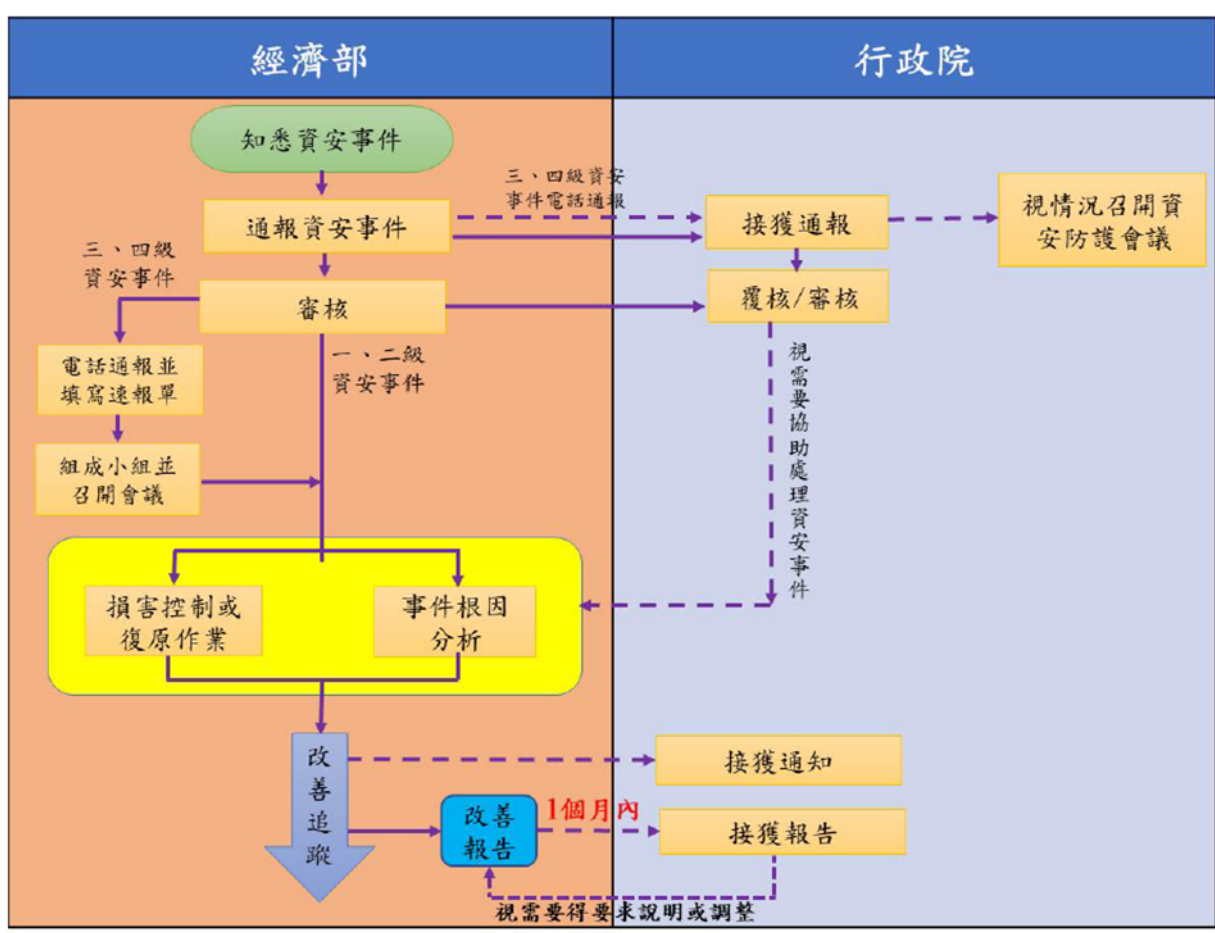 經濟部
行政院
知悉資安事件
三、四級資安
事件電話通報
通報資安事件
接獲通報
視情況召開資
安防護會議
三、四級
資安事件
審核
覆核/審核
電話通報並
填寫速報單
一、二級
資安事件
視需要協助處理資安事件
組成小組並
召開會議
損害控制或
復原作業
事件根因
分析
改善追蹤
接獲通知
改善
報告
1個月內
接獲報告
視需要得要求說明或調整